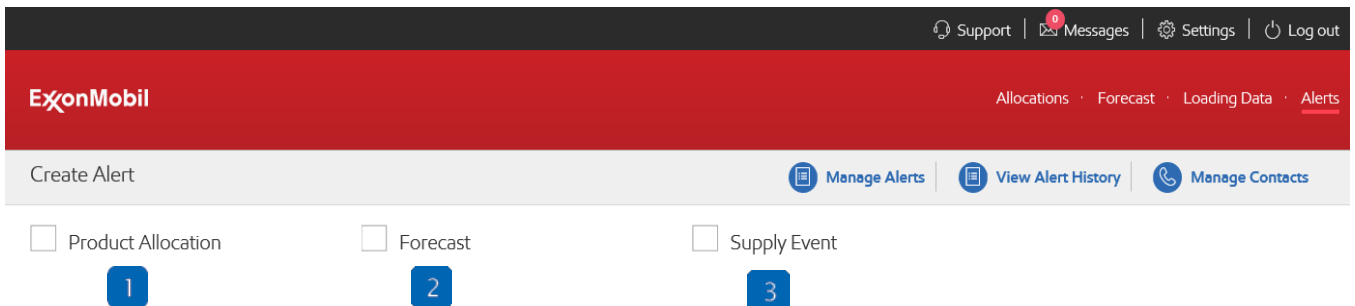 Support | 0 Messages | Settings | Log out
ExxonMobil
Allocations · Forecast · Loading Data · Alerts
Create Alert
Manage Alerts | View Alert History | Manage Contacts
Product Allocation Forecast Supply Event
1 2 3